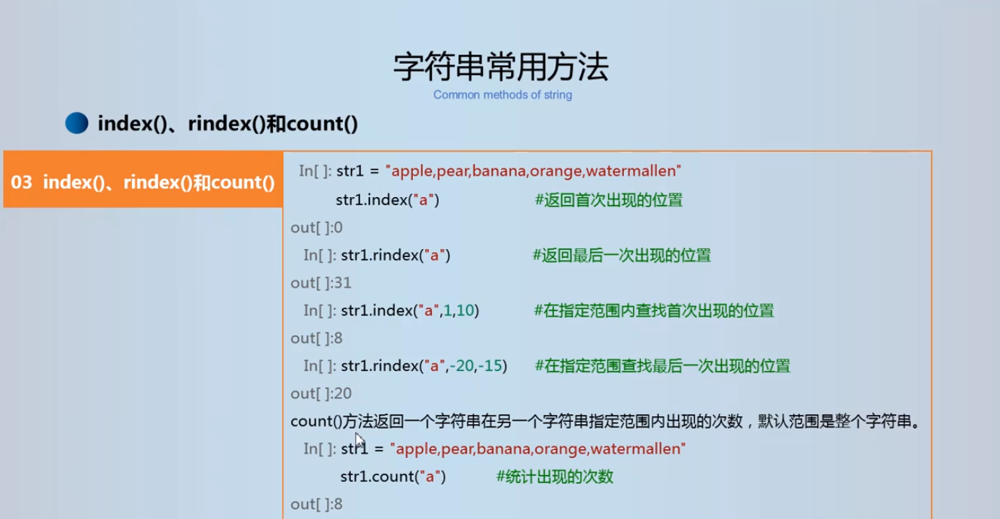 字符串常用方法
Common methods of string
index()、rindex()和count()
03 index()、rindex()和count()
In[ ]: str1 = "apple,pear,banana,orange,watermallen"
str1.index("a") #返回首次出现的位置
out[ ]:0
In[ ]: str1.rindex("a") #返回最后一次出现的位置
out[ ]:31
In[ ]: str1.index("a",1,10) #在指定范围内查找首次出现的位置
out[ ]:8
In[ ]: str1.rindex("a",-20,-15) #在指定范围查找最后一次出现的位置
out[ ]:20
count()方法返回一个字符串在另一个字符串指定范围内出现的次数，默认范围是整个字符串。
In[ ]: str1 = "apple,pear,banana,orange,watermallen"
str1.count("a") #统计出现的次数
out[ ]:8